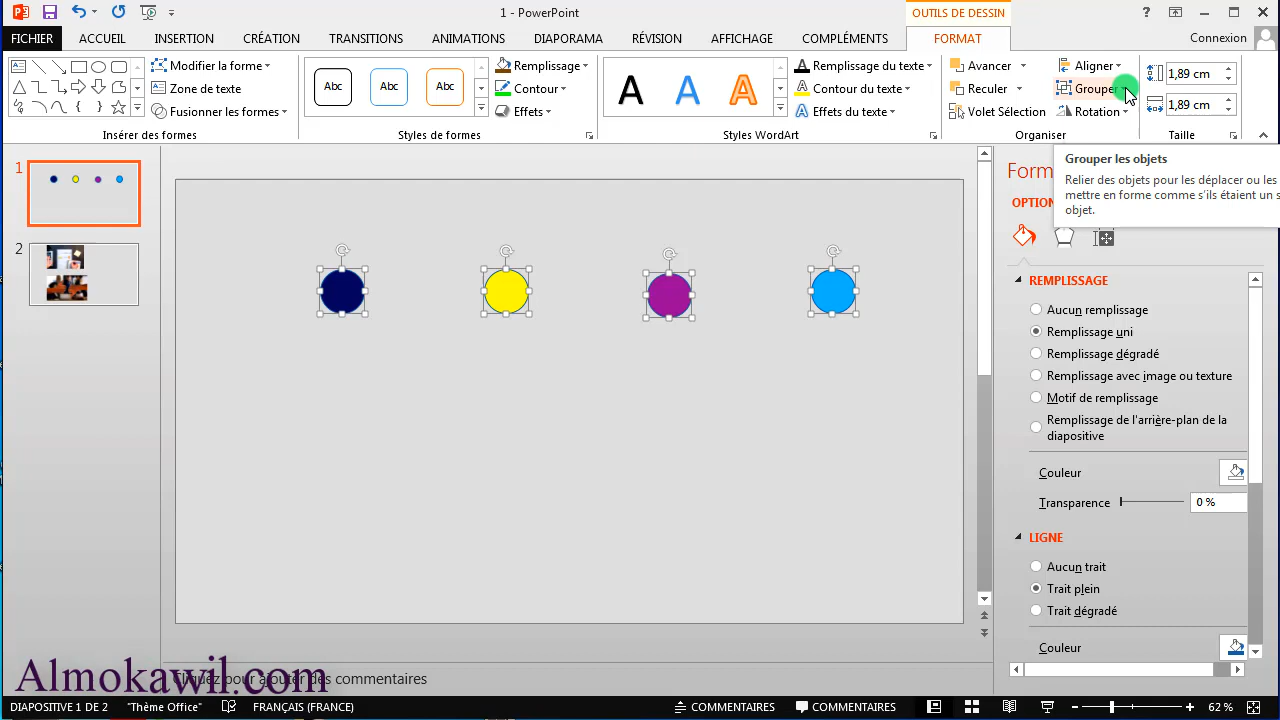 1 - PowerPoint
OUTILS DE DESSIN
?
FICHIER ACCUEIL INSERTION CRÉATION TRANSITIONS ANIMATIONS DIAPORAMA RÉVISION AFFICHAGE COMPLÉMENTS FORMAT Connexion
Modifier la forme
Zone de texte
Fusionner les formes
Insérer des formes
Abc Abc Abc
Remplissage
Contour
Effets
Styles de formes
A A A
Remplissage du texte
Contour du texte
Effets du texte
Styles WordArt
Avancer
Reculer
Volet Sélection
Aligner
Grouper
Rotation
Organiser
1,89 cm
1,89 cm
Taille
Grouper les objets
Relier des objets pour les déplacer ou les
mettre en forme comme s'ils étaient un s
objet.
1
2
Form
OPTIO
REMPLISSAGE
Aucun remplissage
Remplissage uni
Remplissage dégradé
Remplissage avec image ou texture
Motif de remplissage
Remplissage de l'arrière-plan de la
diapositive
Couleur
Transparence 0 %
LIGNE
Aucun trait
Trait plein
Trait dégradé
Couleur
Almokawil.com
Cliquez pour ajouter des commentaires
DIAPOSITIVE 1 DE 2 "Thème Office" FRANÇAIS (FRANCE) COMMENTAIRES COMMENTAIRES 62 %